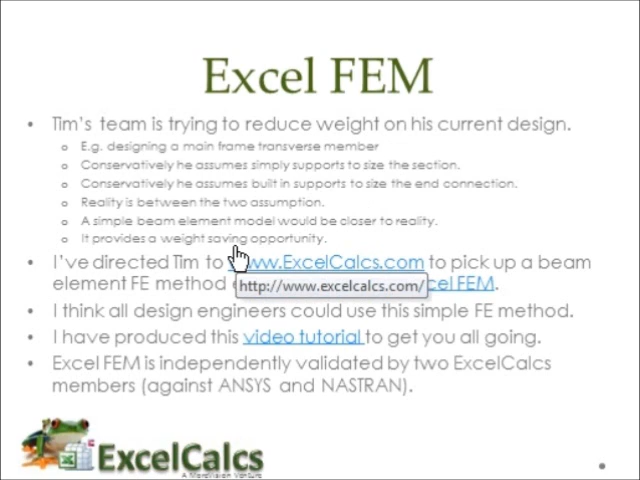 Excel FEM
• Tim's team is trying to reduce weight on his current design.
o E.g. designing a main frame transverse member
o Conservatively he assumes simply supports to size the section.
o Conservatively he assumes built in supports to size the end connection.
o Reality is between the two assumption.
o A simple beam element model would be closer to reality.
o It provides a weight saving opportunity.
• I've directed Tim to www.ExcelCalcs.com to pick up a beam
element FE method cel FEM.
http://www.excelcalcs.com/
• I think all design engineers could use this simple FE method.
• I have produced this video tutorial to get you all going.
• Excel FEM is independently validated by two ExcelCalcs
members (against ANSYS and NASTRAN).
ExcelCalcs
A MoreVision Venture